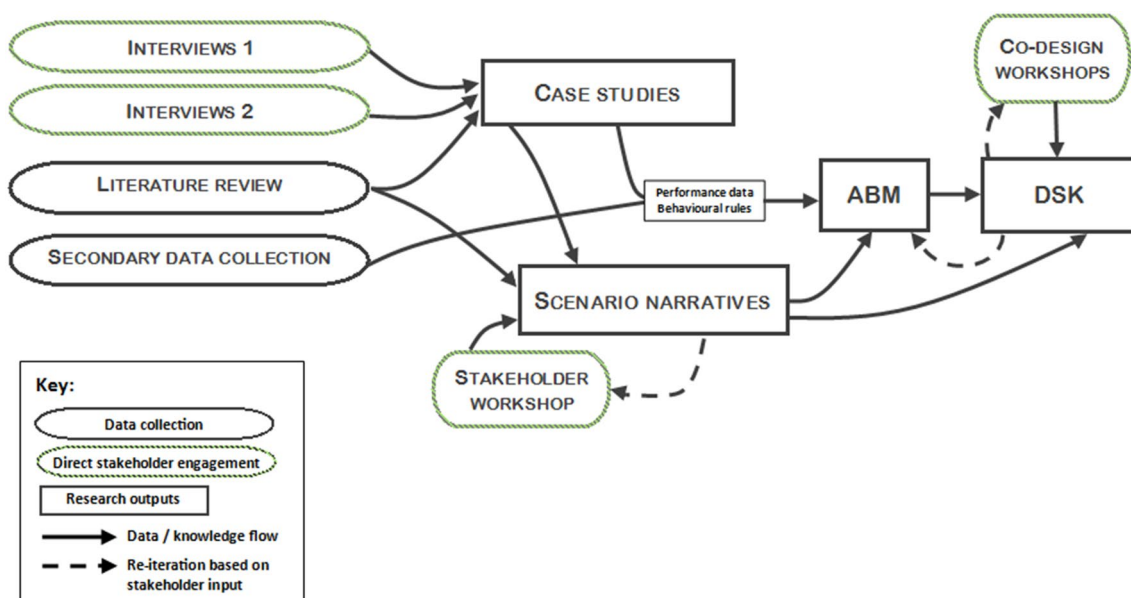 INTERVIEWS 1
INTERVIEWS 2
LITERATURE REVIEW
SECONDARY DATA COLLECTION
CASE STUDIES
Performance data
Behavioural rules
SCENARIO NARRATIVES
STAKEHOLDER
WORKSHOP
ABM
CO-DESIGN
WORKSHOPS
DSK
Key:
Data collection
Direct stakeholder engagement
Research outputs
Data / knowledge flow
Re-iteration based on
stakeholder input